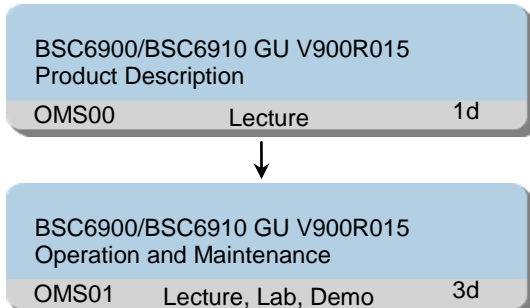 BSC6900/BSC6910 GU V900R015
Product Description
OMS00 Lecture 1d
BSC6900/BSC6910 GU V900R015
Operation and Maintenance
OMS01 Lecture, Lab, Demo 3d